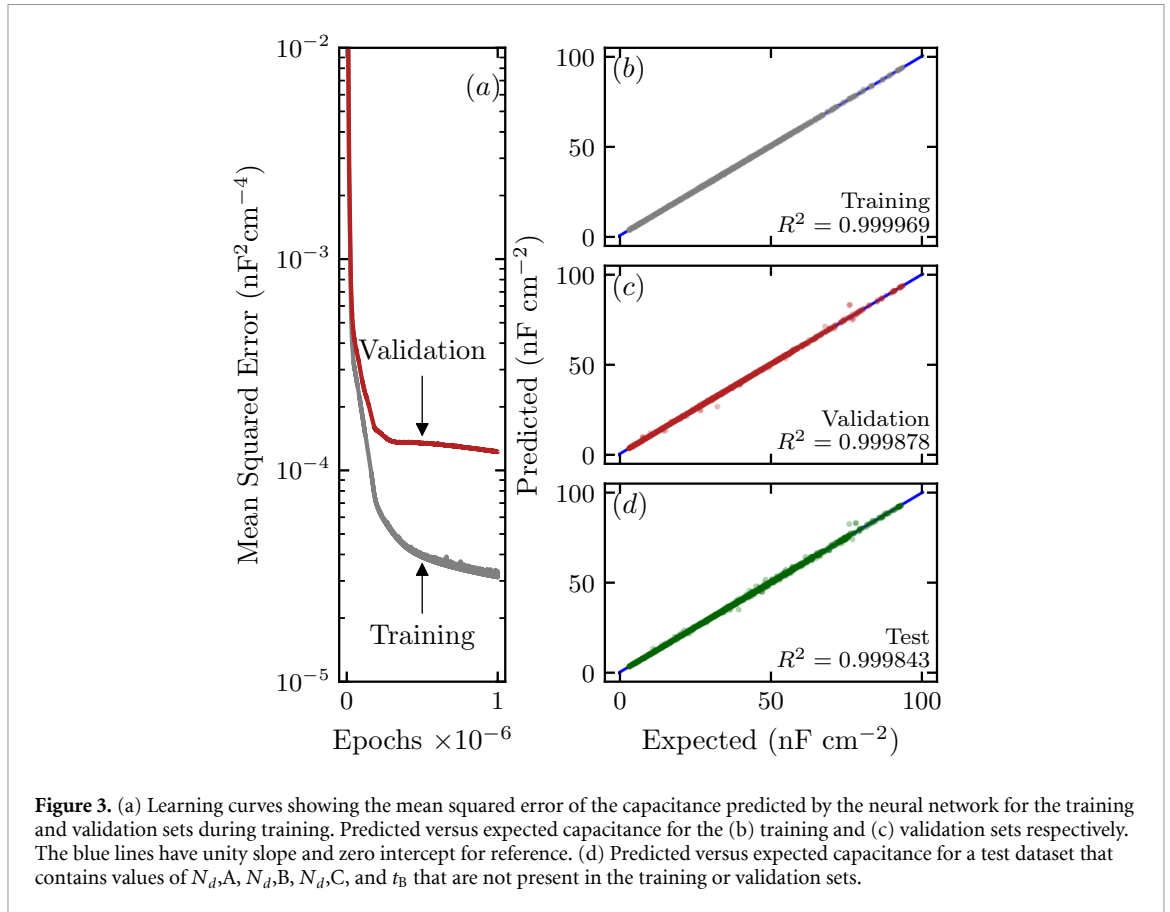 10⁻²
10⁻³
10⁻⁴
10⁻⁵
Mean Squared Error (nF²cm⁻⁴)
(a)
Validation
Training
0
1
Epochs ×10⁻⁶
Predicted (nF cm⁻²)
100
50
0
(b)
Training
R² = 0.999969
100
50
0
(c)
Validation
R² = 0.999878
100
50
0
(d)
Test
R² = 0.999843
0
50
100
Expected (nF cm⁻²)
Figure 3. (a) Learning curves showing the mean squared error of the capacitance predicted by the neural network for the training
and validation sets during training. Predicted versus expected capacitance for the (b) training and (c) validation sets respectively.
The blue lines have unity slope and zero intercept for reference. (d) Predicted versus expected capacitance for a test dataset that
contains values of N_d,A, N_d,B, N_d,C, and t_B that are not present in the training or validation sets.